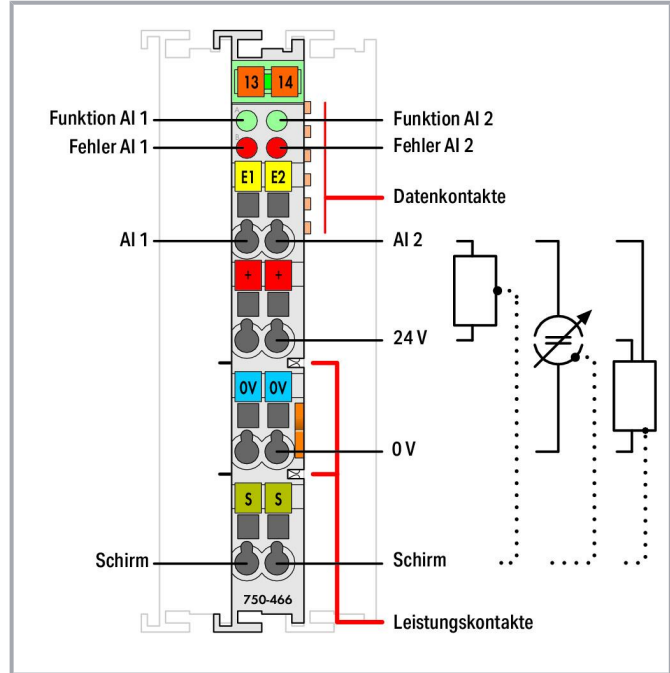 13 14
A
Funktion AI 1
Funktion AI 2
B
Fehler AI 1
Fehler AI 2
E1 E2
Datenkontakte
AI 1
AI 2
+ +
24 V
0V 0V
0 V
S S
Schirm
Schirm
750-466
Leistungskontakte